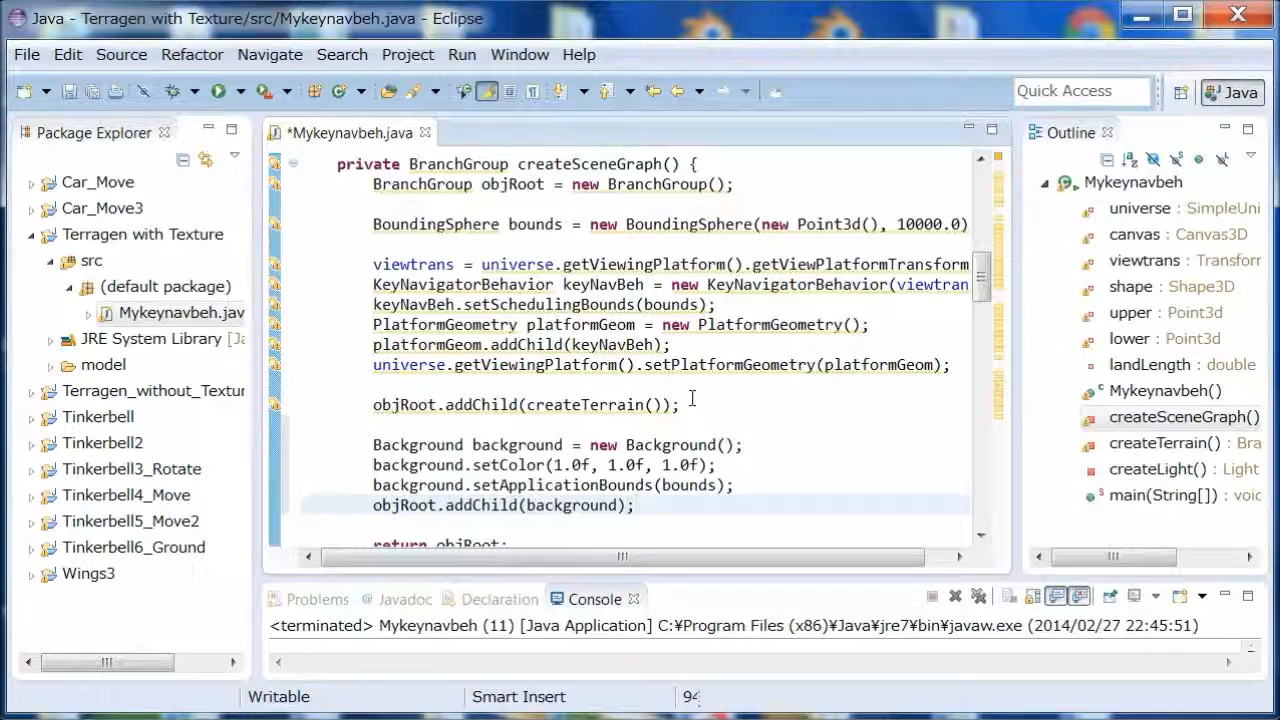 Java - Terragen with Texture/src/Mykeynavbeh.java - Eclipse
File Edit Source Refactor Navigate Search Project Run Window Help
Quick Access
Java
Package Explorer
Car_Move
Car_Move3
Terragen with Texture
src
(default package)
Mykeynavbeh.jav
JRE System Library [Ja
model
Terragen_without_Textur
Tinkerbell
Tinkerbell2
Tinkerbell3_Rotate
Tinkerbell4_Move
Tinkerbell5_Move2
Tinkerbell6_Ground
Wings3
*Mykeynavbeh.java
private BranchGroup createSceneGraph() {
BranchGroup objRoot = new BranchGroup();
BoundingSphere bounds = new BoundingSphere(new Point3d(), 10000.0)
viewtrans = universe.getViewingPlatform().getViewPlatformTransform
KeyNavigatorBehavior keyNavBeh = new KeyNavigatorBehavior(viewtran
keyNavBeh.setSchedulingBounds(bounds);
PlatformGeometry platformGeom = new PlatformGeometry();
platformGeom.addChild(keyNavBeh);
universe.getViewingPlatform().setPlatformGeometry(platformGeom);
objRoot.addChild(createTerrain());
Background background = new Background();
background.setColor(1.0f, 1.0f, 1.0f);
background.setApplicationBounds(bounds);
objRoot.addChild(background);
return objRoot;
Outline
Mykeynavbeh
universe : SimpleUni
canvas : Canvas3D
viewtrans : Transfor
shape : Shape3D
upper : Point3d
lower : Point3d
landLength : double
Mykeynavbeh()
createSceneGraph()
createTerrain() : Bra
createLight() : Light
main(String[]) : voic
Problems Javadoc Declaration Console
<terminated> Mykeynavbeh (11) [Java Application] C:¥Program Files (x86)¥Java¥jre7¥bin¥javaw.exe (2014/02/27 22:45:51)
Writable Smart Insert